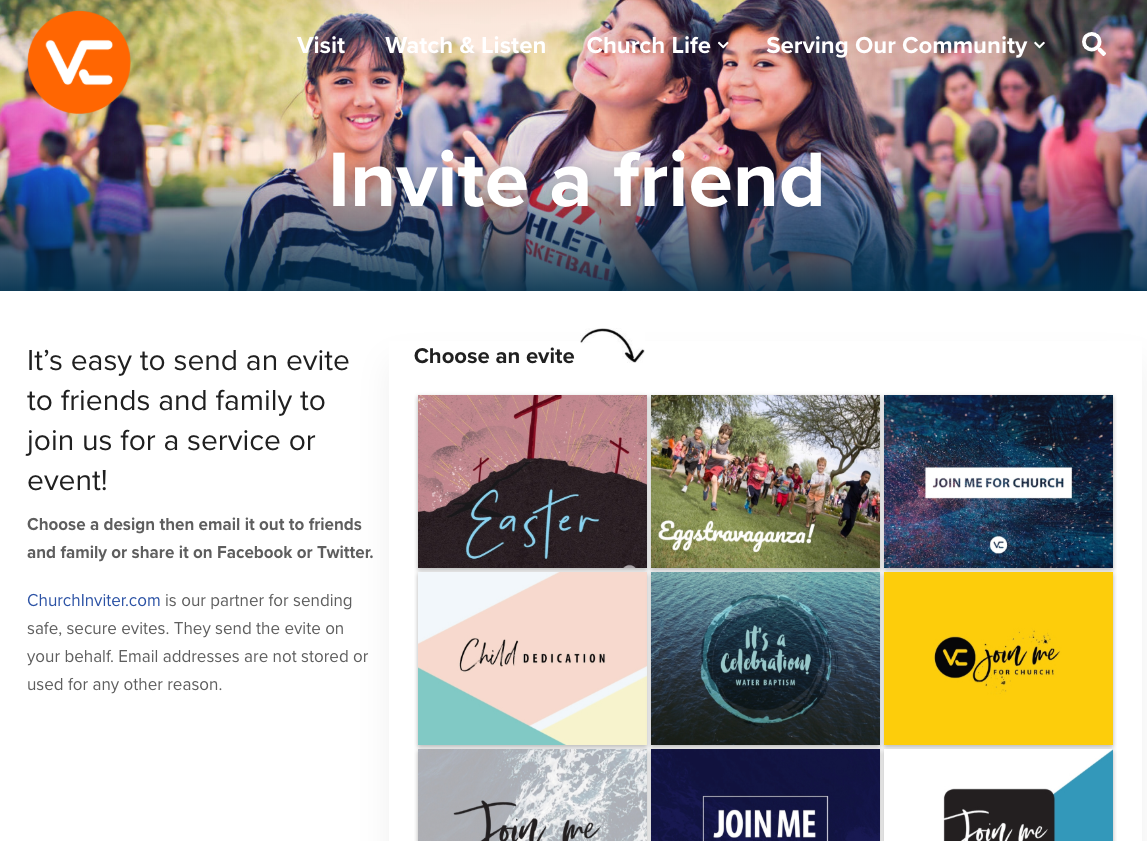 VC
Visit Watch & Listen Church Life Serving Our Community
Invite a friend
HLETI
SKETBALL
It’s easy to send an evite
to friends and family to
join us for a service or
event!
Choose a design then email it out to friends
and family or share it on Facebook or Twitter.
ChurchInviter.com is our partner for sending
safe, secure evites. They send the evite on
your behalf. Email addresses are not stored or
used for any other reason.
Choose an evite
Easter
Eggstravaganza!
JOIN ME FOR CHURCH
VC
Child DEDICATION
It's a
Celebration!
WATER BAPTISM
VC join me
FOR CHURCH!
Join me
JOIN ME
Join me